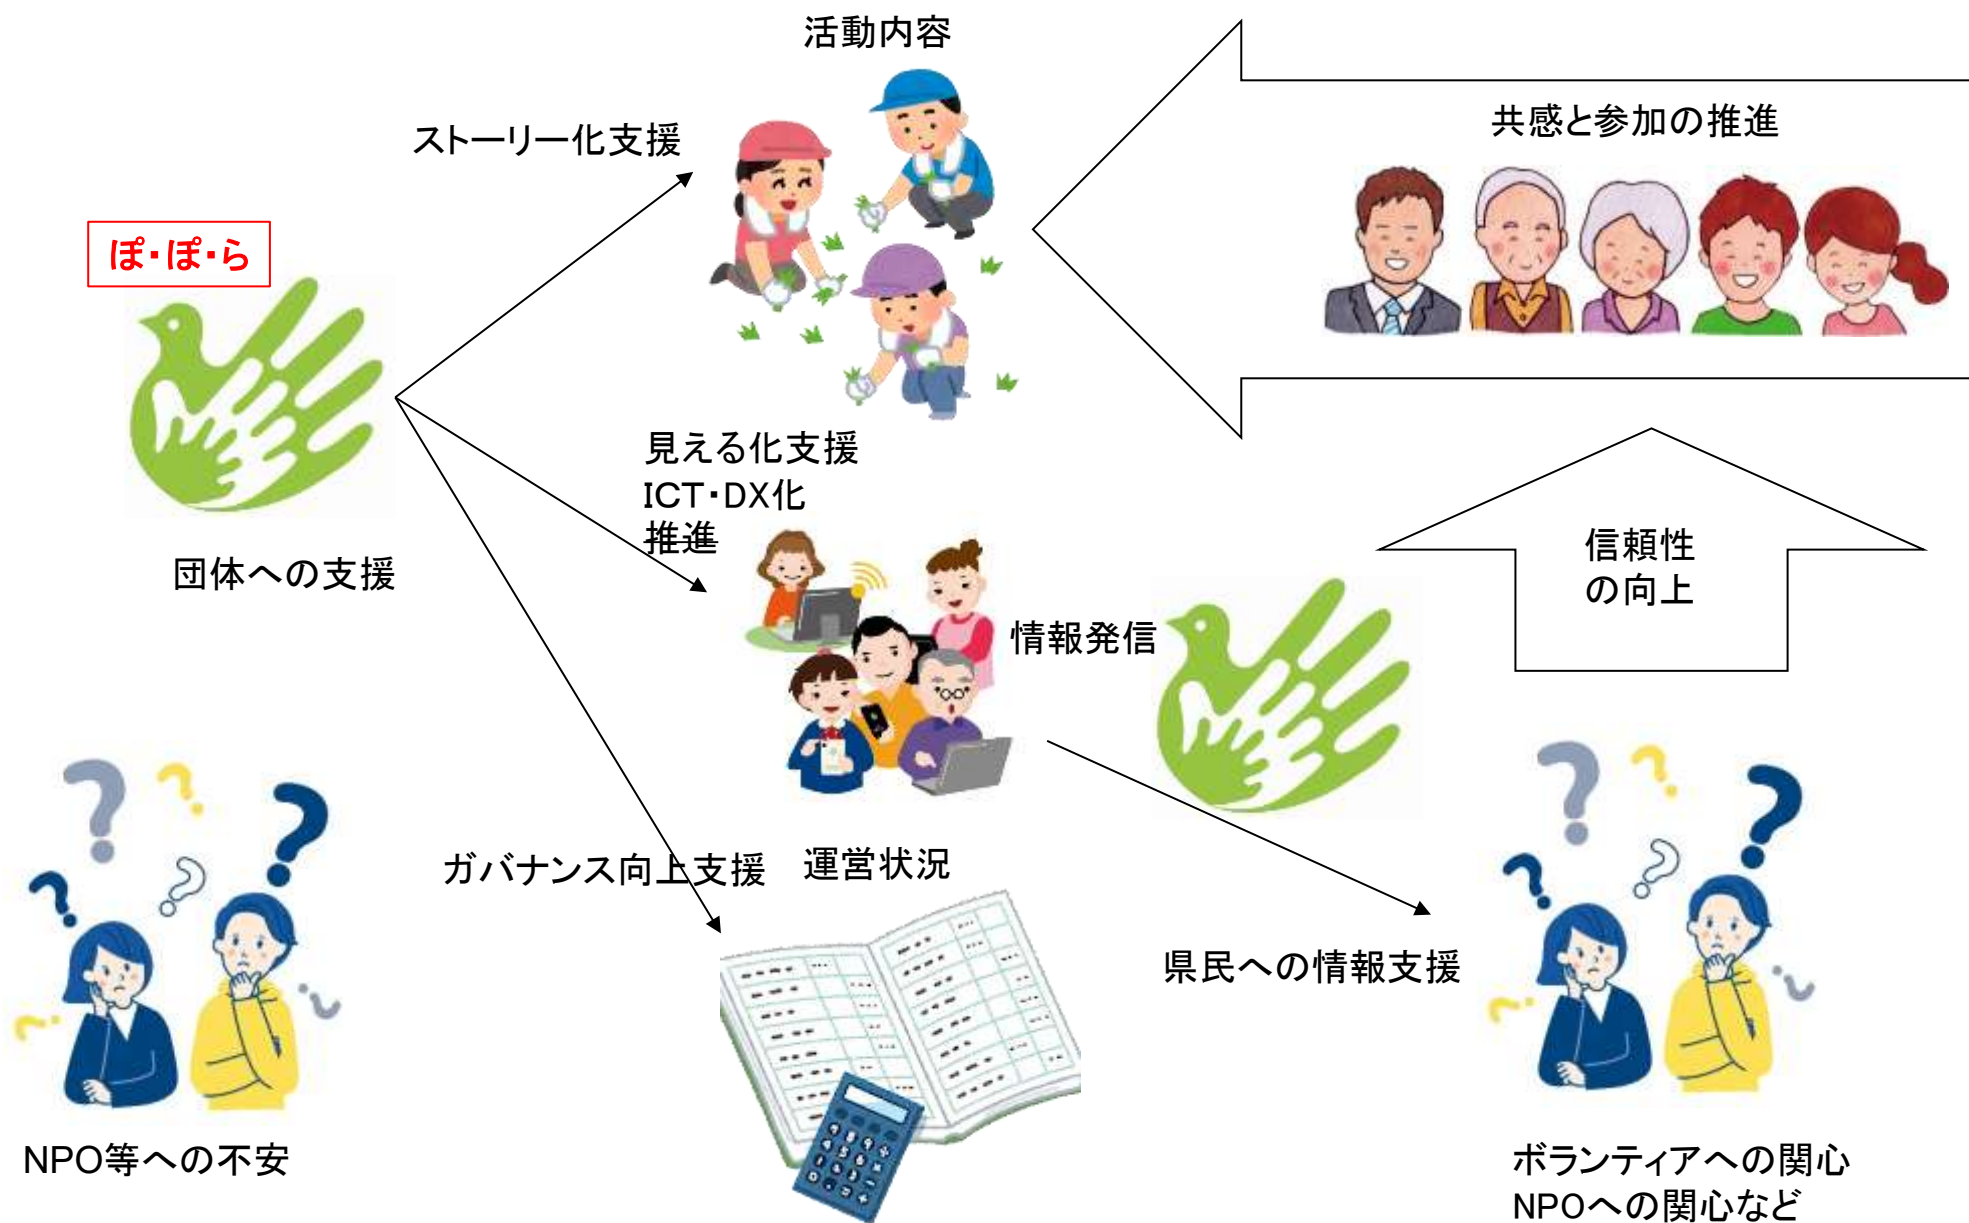 活動内容
ストーリー化支援
共感と参加の推進
ぽ・ぽ・ら
団体への支援
見える化支援
ICT・DX化
推進
信頼性
の向上
情報発信
ガバナンス向上支援
運営状況
県民への情報支援
NPO等への不安
ボランティアへの関心
NPOへの関心など